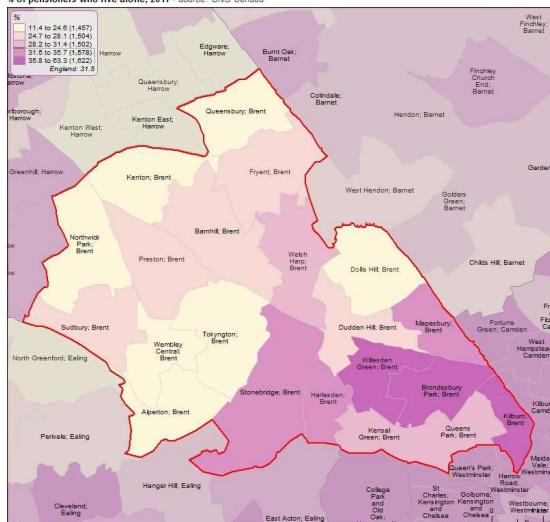 % of pensioners who live alone, 2011 - source: ONS Census
%
11.4 to 24.6 (1,457)
24.7 to 28.1 (1,504)
28.2 to 31.4 (1,502)
31.5 to 35.7 (1,578)
35.8 to 63.3 (1,622)
England: 31.5
West
Finchley;
Barnet
Edgware;
Harrow
Burnt Oak;
Barnet
Harrow
Queensbury;
Harrow
Colindale;
Barnet
Finchley
Church
End;
Barnet
Queensbury; Brent
Hendon; Barnet
Kenton West;
Harrow
Kenton East;
Harrow
Greenhill; Harrow
Kenton; Brent
Fryent; Brent
West Hendon; Barnet
Golders
Green;
Barnet
Northwick
Park;
Brent
Barnhill; Brent
Preston; Brent
Welsh
Harp;
Brent
Dollis Hill; Brent
Childs Hill; Barnet
Sudbury; Brent
Tokyngton;
Brent
Wembley
Central;
Brent
Dudden Hill; Brent
Mapesbury;
Brent
Fortune
Green; Camden
West
Hampstead;
Camden
North Greenford; Ealing
Willesden
Green; Brent
Stonebridge; Brent
Harlesden;
Brent
Brondesbury
Park; Brent
Kilburn;
Brent
Alperton; Brent
Kensal
Green; Brent
Queens
Park; Brent
Perivale; Ealing
Hanger Hill; Ealing
Queen's Park;
Westminster
Harrow
Road;
Westminster
Maida
Vale;
Cleveland;
Ealing
East Acton; Ealing
College
Park
and
Old
Oak;
St
Charles;
Kensington
and
Chelsea
Golborne;
Kensington
and
Chelsea
Westbourne;